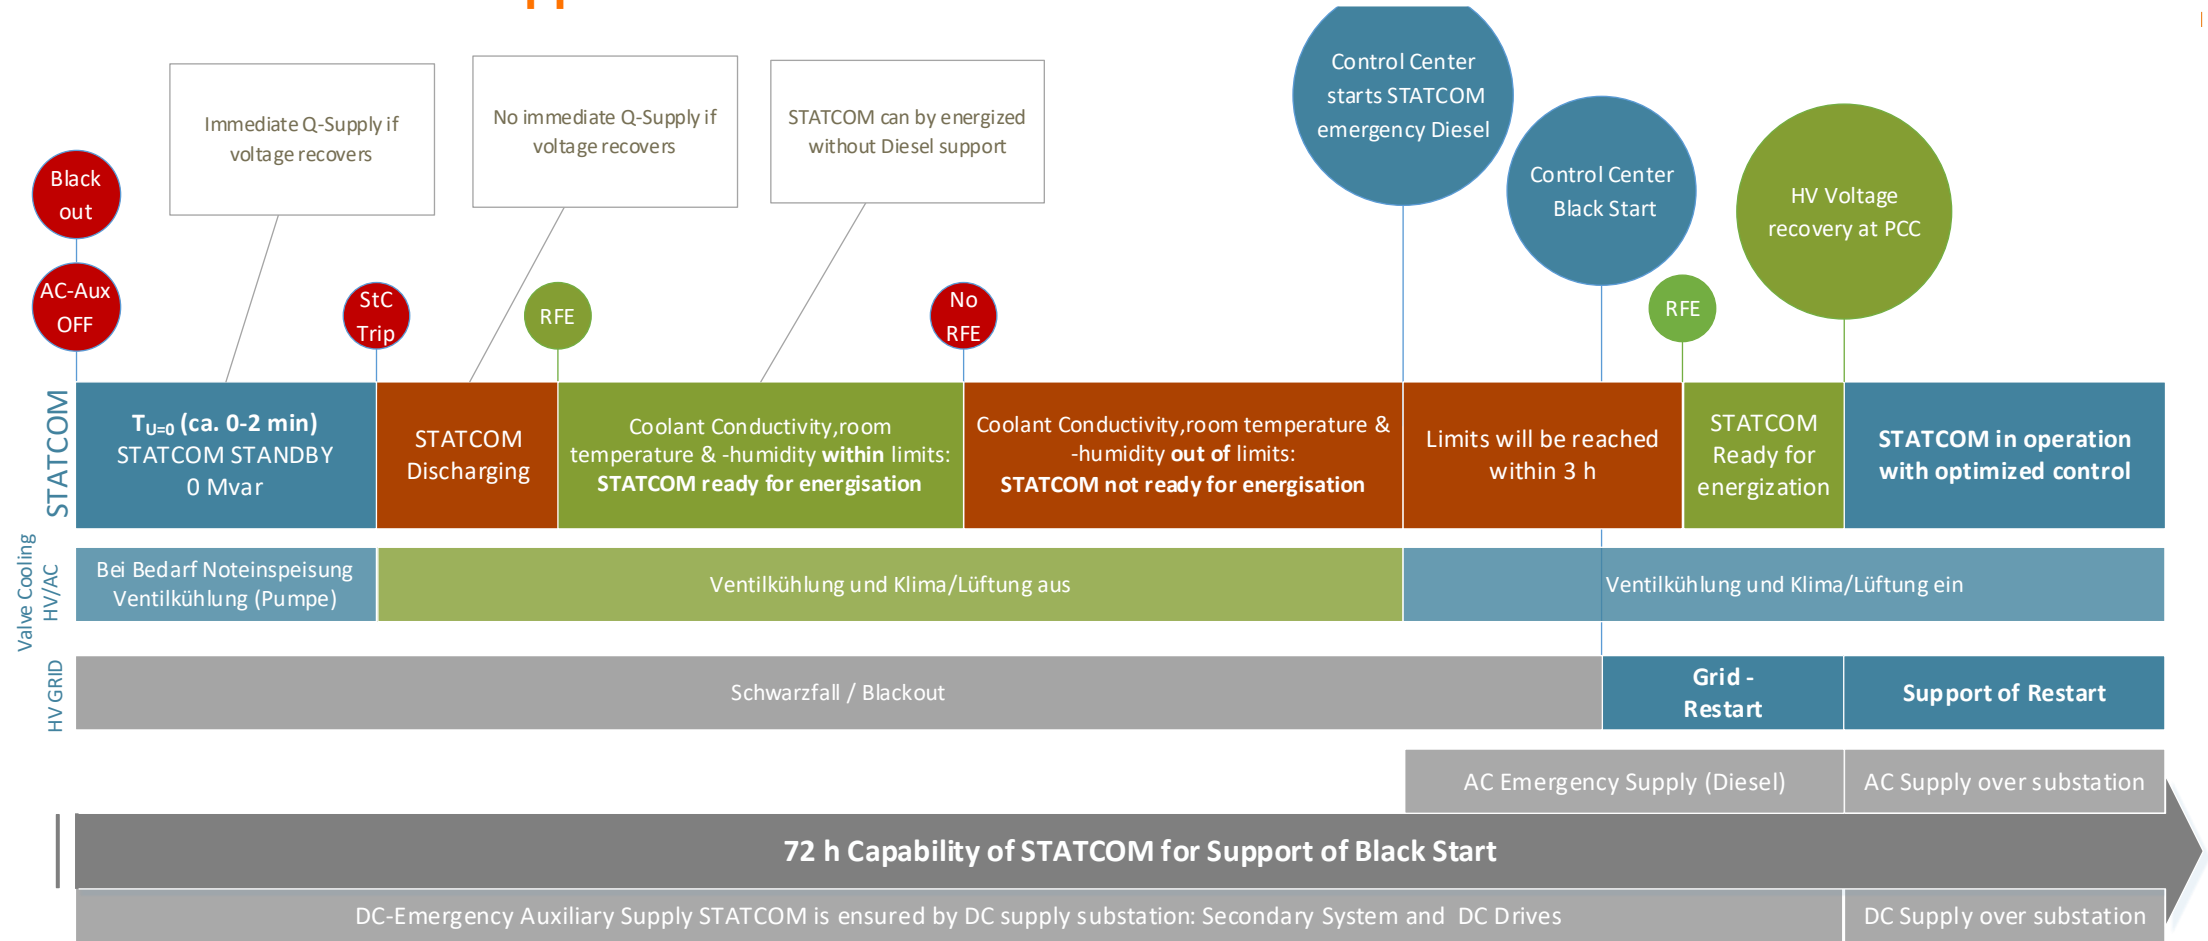 Immediate Q-Supply if
voltage recovers
No immediate Q-Supply if
voltage recovers
STATCOM can by energized
without Diesel support
Control Center
starts STATCOM
emergency Diesel
Control Center
Black Start
HV Voltage
recovery at PCC
Black
out
AC-Aux
OFF
StC
Trip
RFE
No
RFE
RFE
STATCOM
TU=0 (ca. 0-2 min)
STATCOM STANDBY
0 Mvar
STATCOM
Discharging
Coolant Conductivity,room
temperature & -humidity within limits:
STATCOM ready for energisation
Coolant Conductivity,room temperature &
-humidity out of limits:
STATCOM not ready for energisation
Limits will be reached
within 3 h
STATCOM
Ready for
energization
STATCOM in operation
with optimized control
Valve Cooling
HV/AC
Bei Bedarf Noteinspeisung
Ventilkühlung (Pumpe)
Ventilkühlung und Klima/Lüftung aus
Ventilkühlung und Klima/Lüftung ein
HV GRID
Schwarzfall / Blackout
Grid -
Restart
Support of Restart
AC Emergency Supply (Diesel)
AC Supply over substation
72 h Capability of STATCOM for Support of Black Start
DC-Emergency Auxiliary Supply STATCOM is ensured by DC supply substation: Secondary System and DC Drives
DC Supply over substation